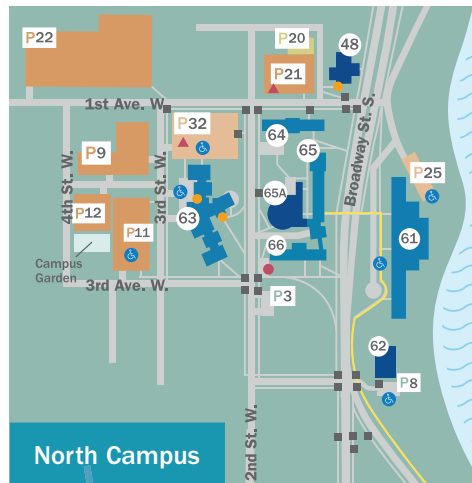 P22
P20
48
P21
1st Ave. W.
P32
64
65
Broadway St. S.
P9
4th St. W.
3rd St. W.
P25
65A
P12
63
P11
61
66
Campus
Garden
3rd Ave. W.
P3
62
P8
2nd St. W.
North Campus